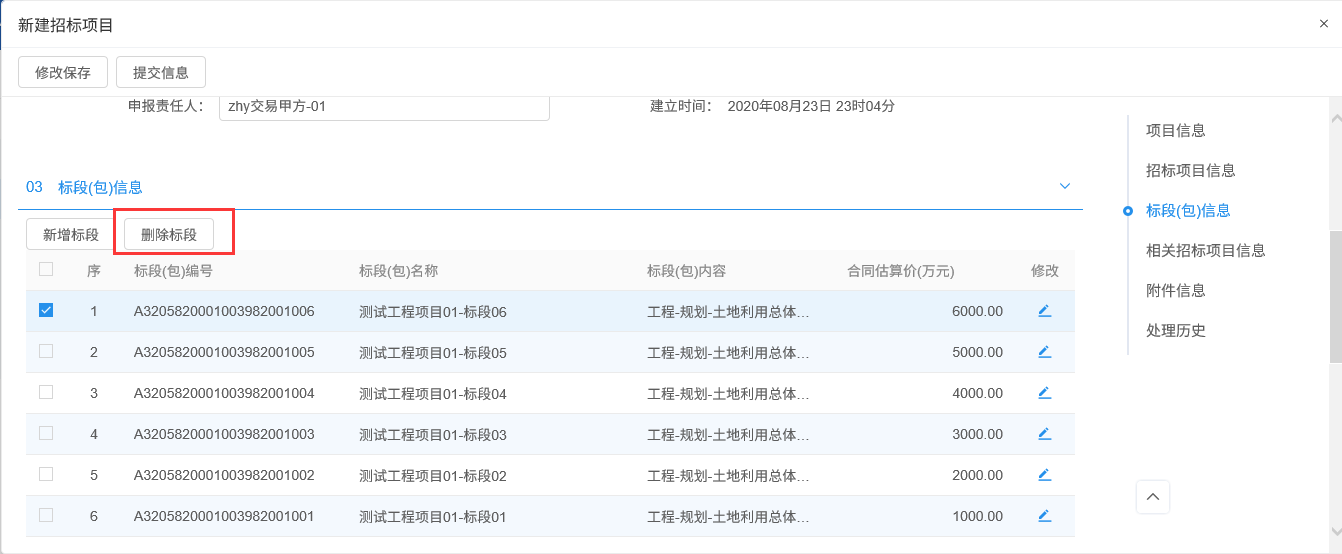 新建招标项目
×
修改保存 提交信息
申报责任人： zhy交易甲方-01 建立时间： 2020年08月23日 23时04分
03 标段(包)信息
新增标段 删除标段
序 标段(包)编号 标段(包)名称 标段(包)内容 合同估算价(万元) 修改
1 A3205820001003982001006 测试工程项目01-标段06 工程-规划-土地利用总体... 6000.00
2 A3205820001003982001005 测试工程项目01-标段05 工程-规划-土地利用总体... 5000.00
3 A3205820001003982001004 测试工程项目01-标段04 工程-规划-土地利用总体... 4000.00
4 A3205820001003982001003 测试工程项目01-标段03 工程-规划-土地利用总体... 3000.00
5 A3205820001003982001002 测试工程项目01-标段02 工程-规划-土地利用总体... 2000.00
6 A3205820001003982001001 测试工程项目01-标段01 工程-规划-土地利用总体... 1000.00
项目信息
招标项目信息
标段(包)信息
相关招标项目信息
附件信息
处理历史